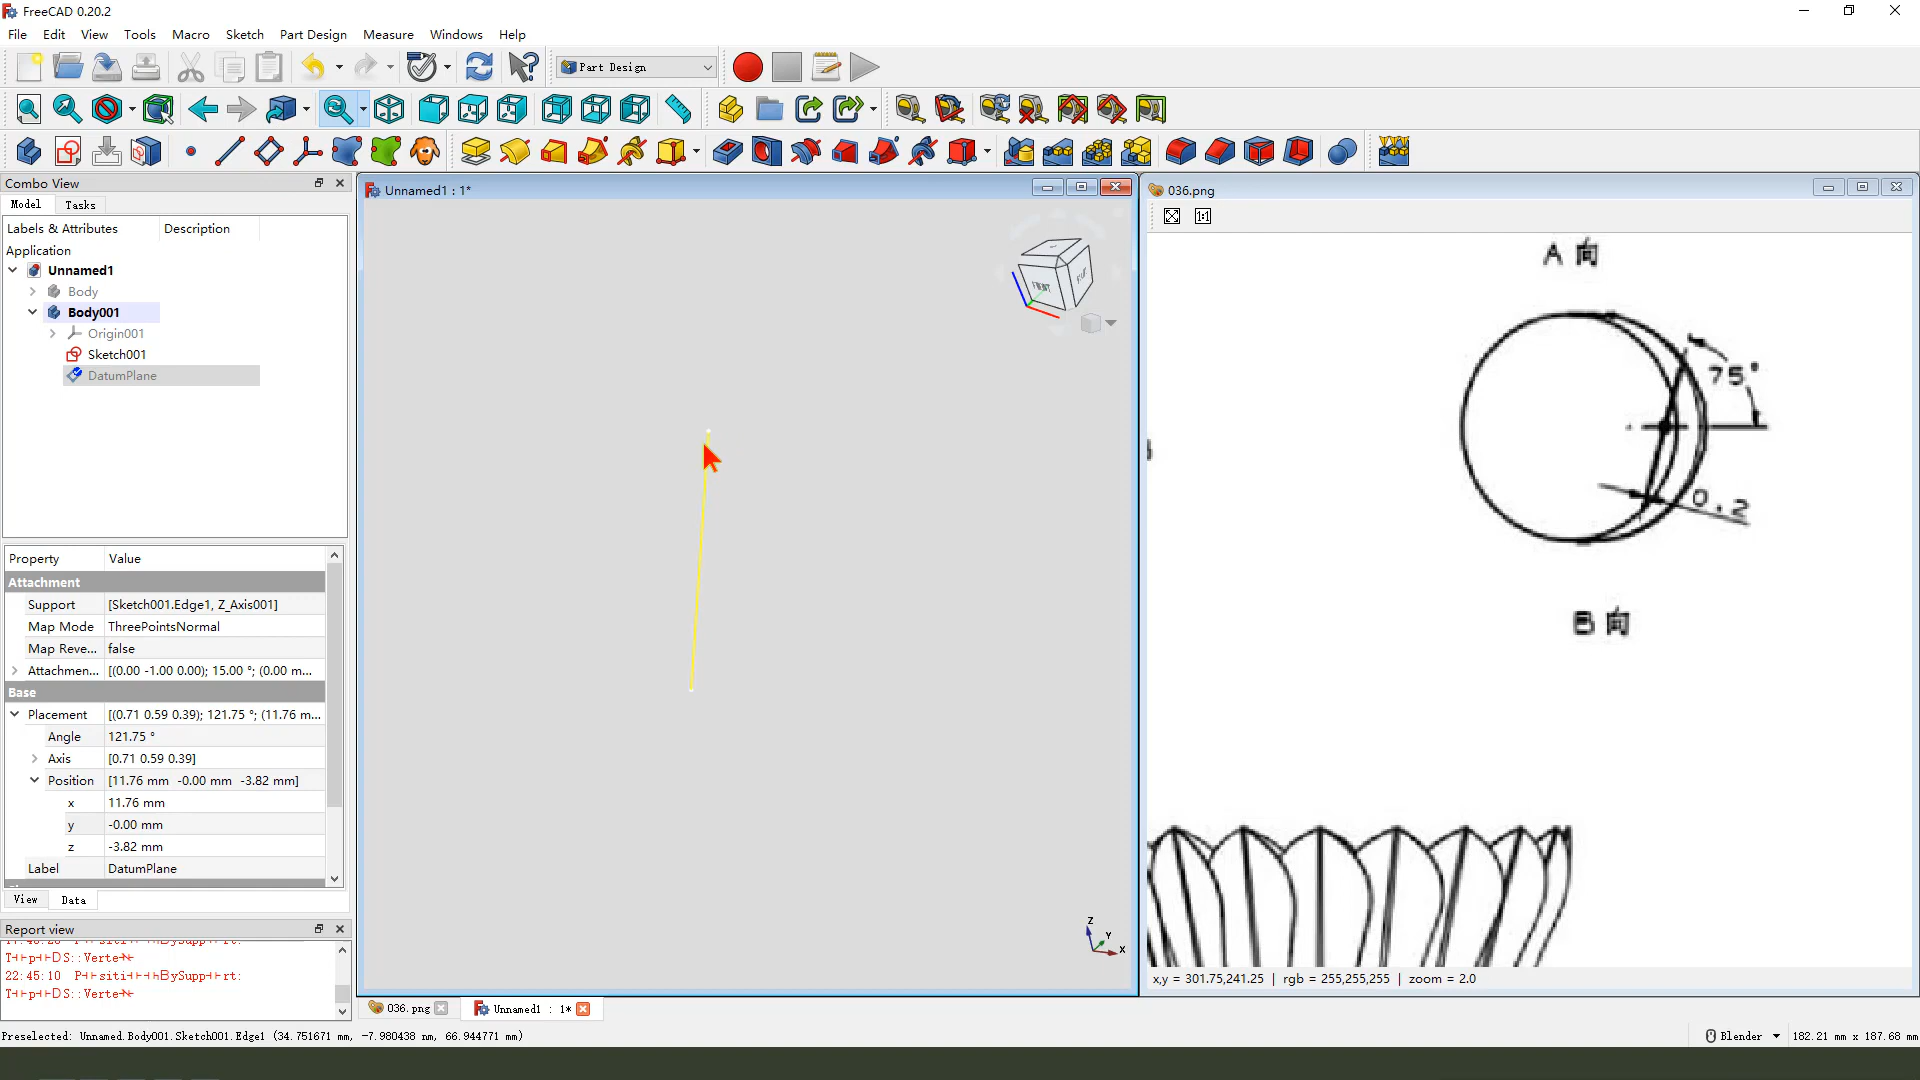 FreeCAD 0.20.2
File Edit View Tools Macro Sketch Part Design Measure Windows Help
Part Design
Combo View
Model Tasks
Labels & Attributes Description
Application
Unnamed1
Body
Body001
Origin001
Sketch001
DatumPlane
Property Value
Attachment
Support [Sketch001.Edge1, Z_Axis001]
Map Mode ThreePointsNormal
Map Reve... false
Attachmen... [(0.00 -1.00 0.00); 15.00 °; (0.00 m...
Base
Placement [(0.71 0.59 0.39); 121.75 °; (11.76 m...
Angle 121.75 °
Axis [0.71 0.59 0.39]
Position [11.76 mm -0.00 mm -3.82 mm]
x 11.76 mm
y -0.00 mm
z -3.82 mm
Label DatumPlane
View Data
Report view
22:45:10
Unnamed1 : 1*
FRONT
Z
Y
X
036.png
1:1
A 向
75°
0.2
B 向
x,y = 301.75,241.25 | rgb = 255,255,255 | zoom = 2.0
036.png Unnamed1 : 1*
Preselected: Unnamed.Body001.Sketch001.Edge1 (34.751671 mm, -7.980438 mm, 66.944771 mm)
Blender 182.21 mm x 187.68 mm